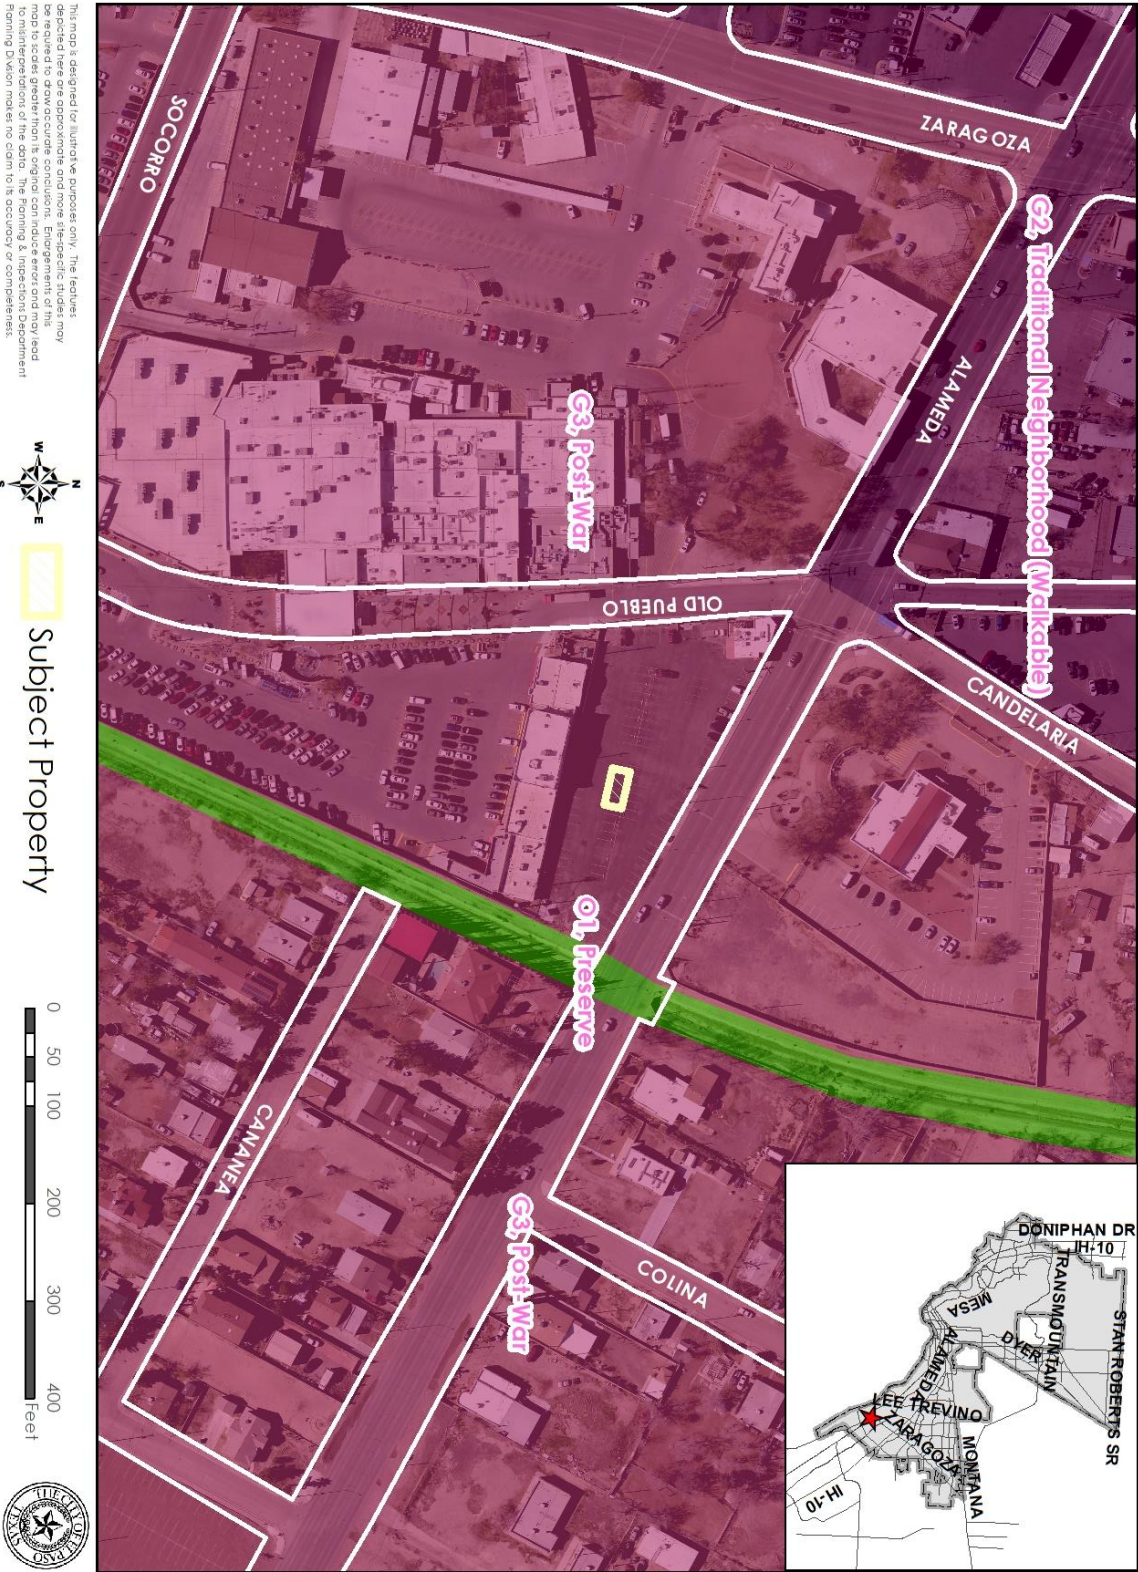 ZARAGOZA
SOCORRO
G2, Traditional Neighborhood (Walkable)
ALAMEDA
G3, Post-War
OLD PUEBLO
CANDELARIA
O1, Preserve
CANANEA
G3, Post-War
COLINA
DONIPHAN DR
IH-10
TRANSMOUNTAIN
STAN ROBERTS SR
MESA
DYER
ALAMEDA
LEE TREVINO
ZARAGOZA
MONTANA
IH-10
This map is designed for illustrative purposes only. The features
depicted here are approximate and more site-specific studies may
be required to draw accurate conclusions. Enlargements of this
map to scales greater than its original can induce errors and may lead
to misinterpretations of the data. The Planning & Inspections Department
Planning Division makes no claim to its accuracy or completeness.
N
W
E
S
Subject Property
0 50 100 200 300 400
Feet
THE CITY OF EL PASO
TEXAS